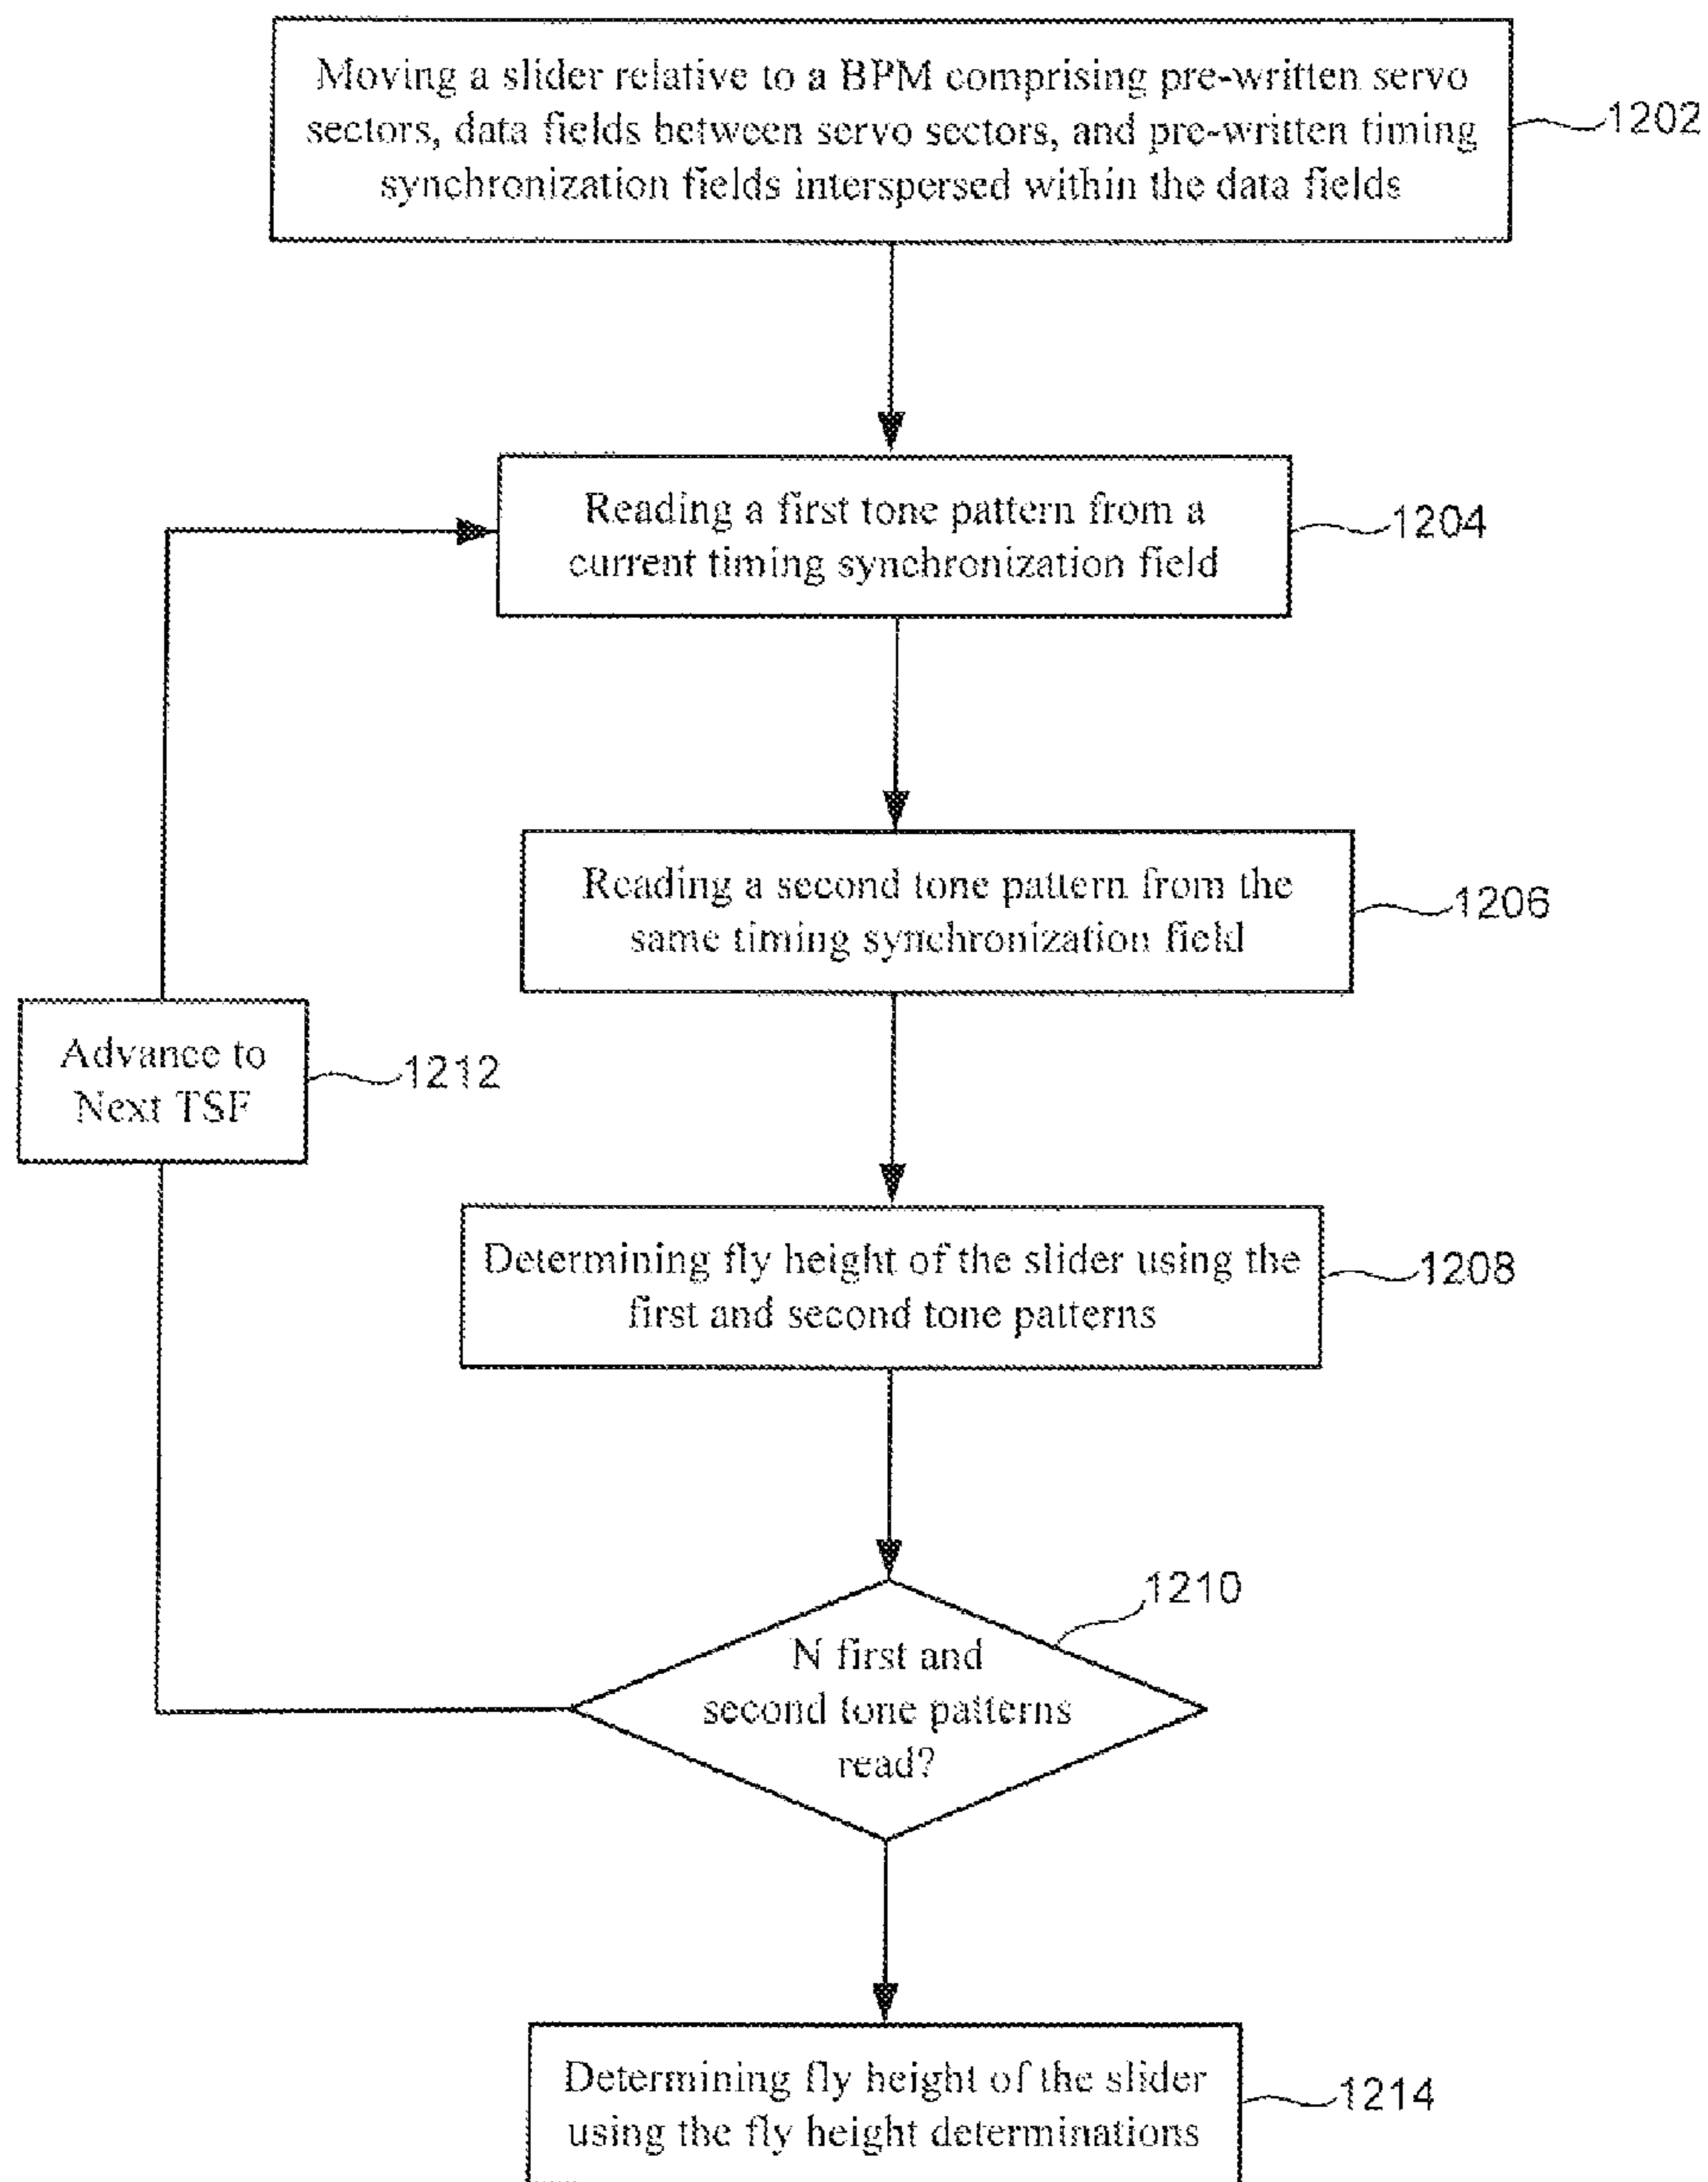 Moving a slider relative to a BPM comprising pre-written servo
sectors, data fields between servo sectors, and pre-written timing
synchronization fields interspersed within the data fields
1202
Reading a first tone pattern from a
current timing synchronization field
1204
Reading a second tone pattern from the
same timing synchronization field
1206
Advance to
Next TSF
1212
Determining fly height of the slider using the
first and second tone patterns
1208
1210
N first and
second tone patterns
read?
Determining fly height of the slider
using the fly height determinations
1214